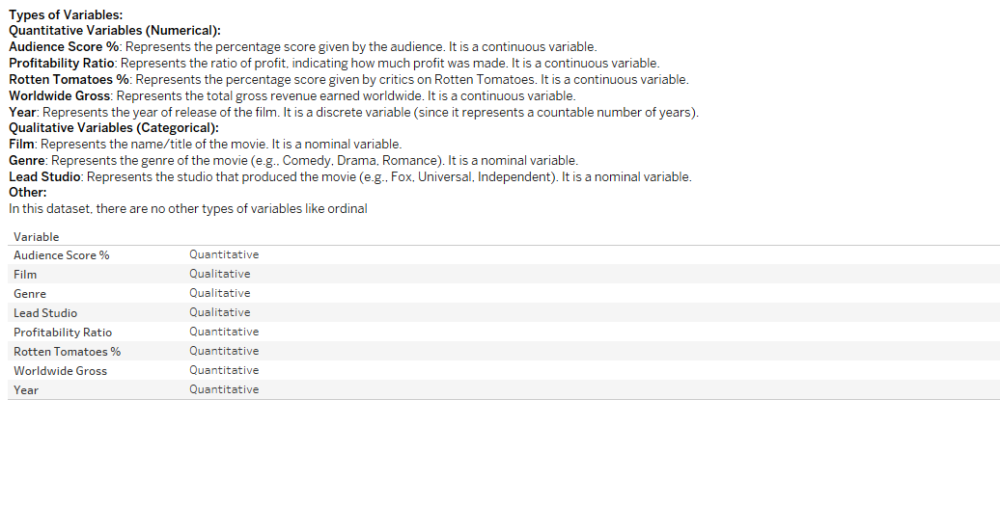 Types of Variables:
Quantitative Variables (Numerical):
Audience Score %: Represents the percentage score given by the audience. It is a continuous variable.
Profitability Ratio: Represents the ratio of profit, indicating how much profit was made. It is a continuous variable.
Rotten Tomatoes %: Represents the percentage score given by critics on Rotten Tomatoes. It is a continuous variable.
Worldwide Gross: Represents the total gross revenue earned worldwide. It is a continuous variable.
Year: Represents the year of release of the film. It is a discrete variable (since it represents a countable number of years).
Qualitative Variables (Categorical):
Film: Represents the name/title of the movie. It is a nominal variable.
Genre: Represents the genre of the movie (e.g., Comedy, Drama, Romance). It is a nominal variable.
Lead Studio: Represents the studio that produced the movie (e.g., Fox, Universal, Independent). It is a nominal variable.
Other:
In this dataset, there are no other types of variables like ordinal
Variable
Audience Score % Quantitative
Film Qualitative
Genre Qualitative
Lead Studio Qualitative
Profitability Ratio Quantitative
Rotten Tomatoes % Quantitative
Worldwide Gross Quantitative
Year Quantitative